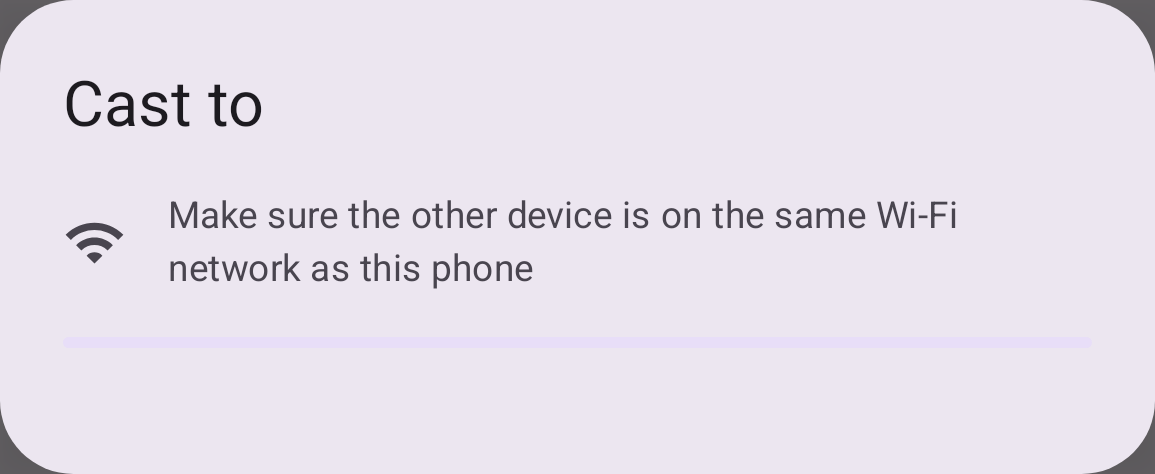 Cast to
Make sure the other device is on the same Wi-Fi
network as this phone